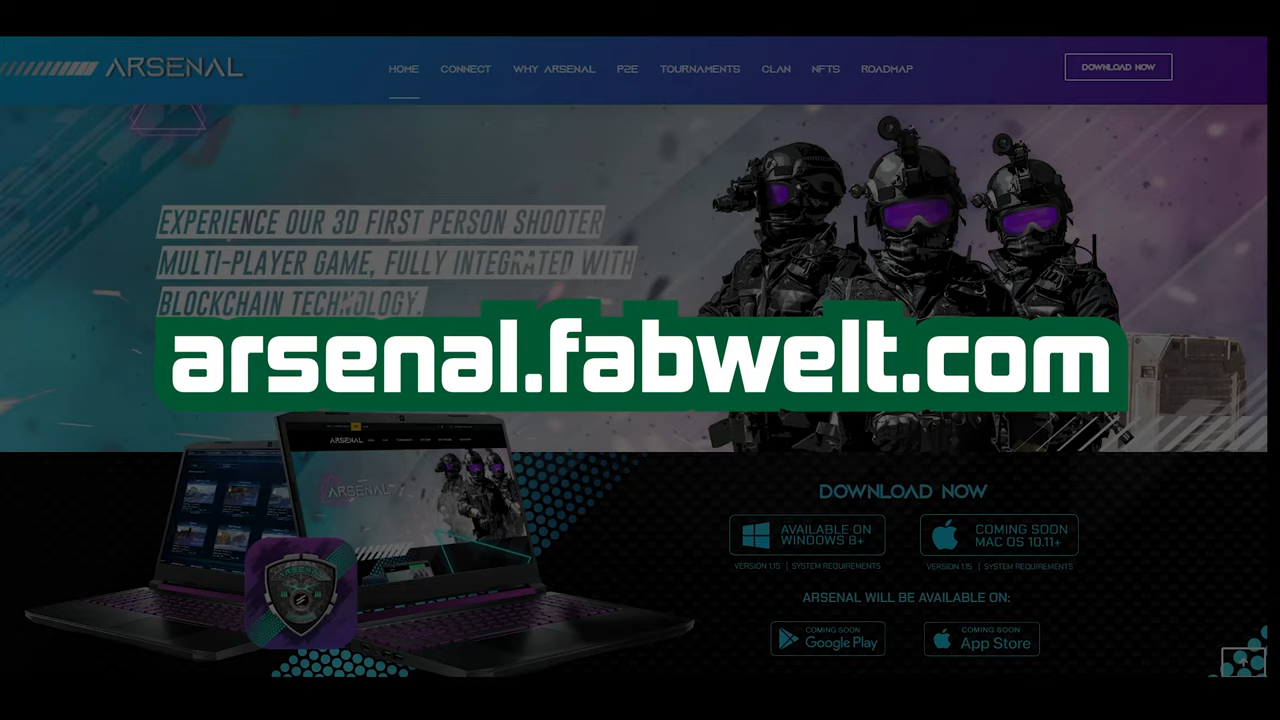 ARSENAL
HOME CONNECT WHY ARSENAL P2E TOURNAMENTS CLAN NFTS ROADMAP
DOWNLOAD NOW
EXPERIENCE OUR 3D FIRST PERSON SHOOTER
MULTI-PLAYER GAME, FULLY INTEGRATED WITH
BLOCKCHAIN TECHNOLOGY.
arsenal.fabwelt.com
ARSENAL
ARSENAL
ARSENAL
DOWNLOAD NOW
AVAILABLE ON
WINDOWS 8+
COMING SOON
MAC OS 10.11+
VERSION 1.15 | SYSTEM REQUIREMENTS
VERSION 1.15 | SYSTEM REQUIREMENTS
ARSENAL WILL BE AVAILABLE ON:
COMING SOON
Google Play
COMING SOON
App Store